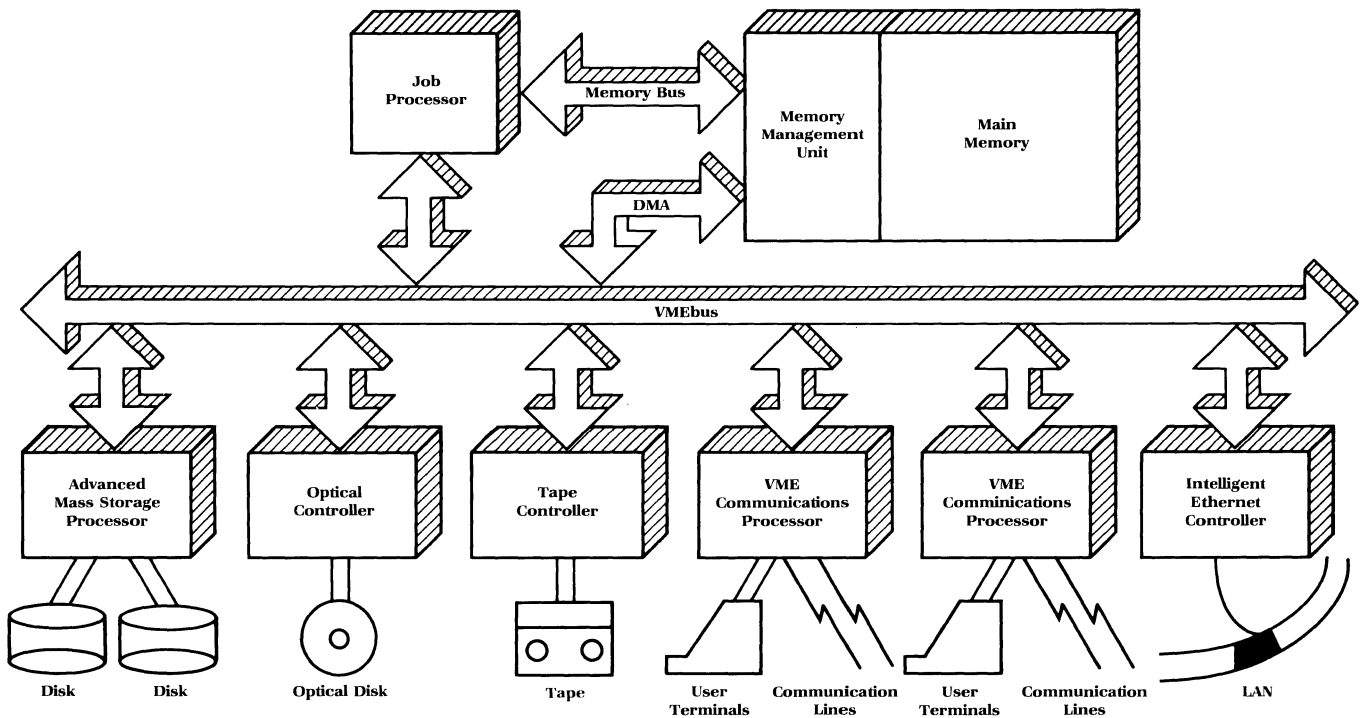 Job
Processor
Memory Bus
Memory
Management
Unit
Main
Memory
DMA
VMEbus
Advanced
Mass Storage
Processor
Optical
Controller
Tape
Controller
VME
Communications
Processor
VME
Comminications
Processor
Intelligent
Ethernet
Controller
Disk
Disk
Optical Disk
Tape
User
Terminals
Communication
Lines
User
Terminals
Communication
Lines
LAN